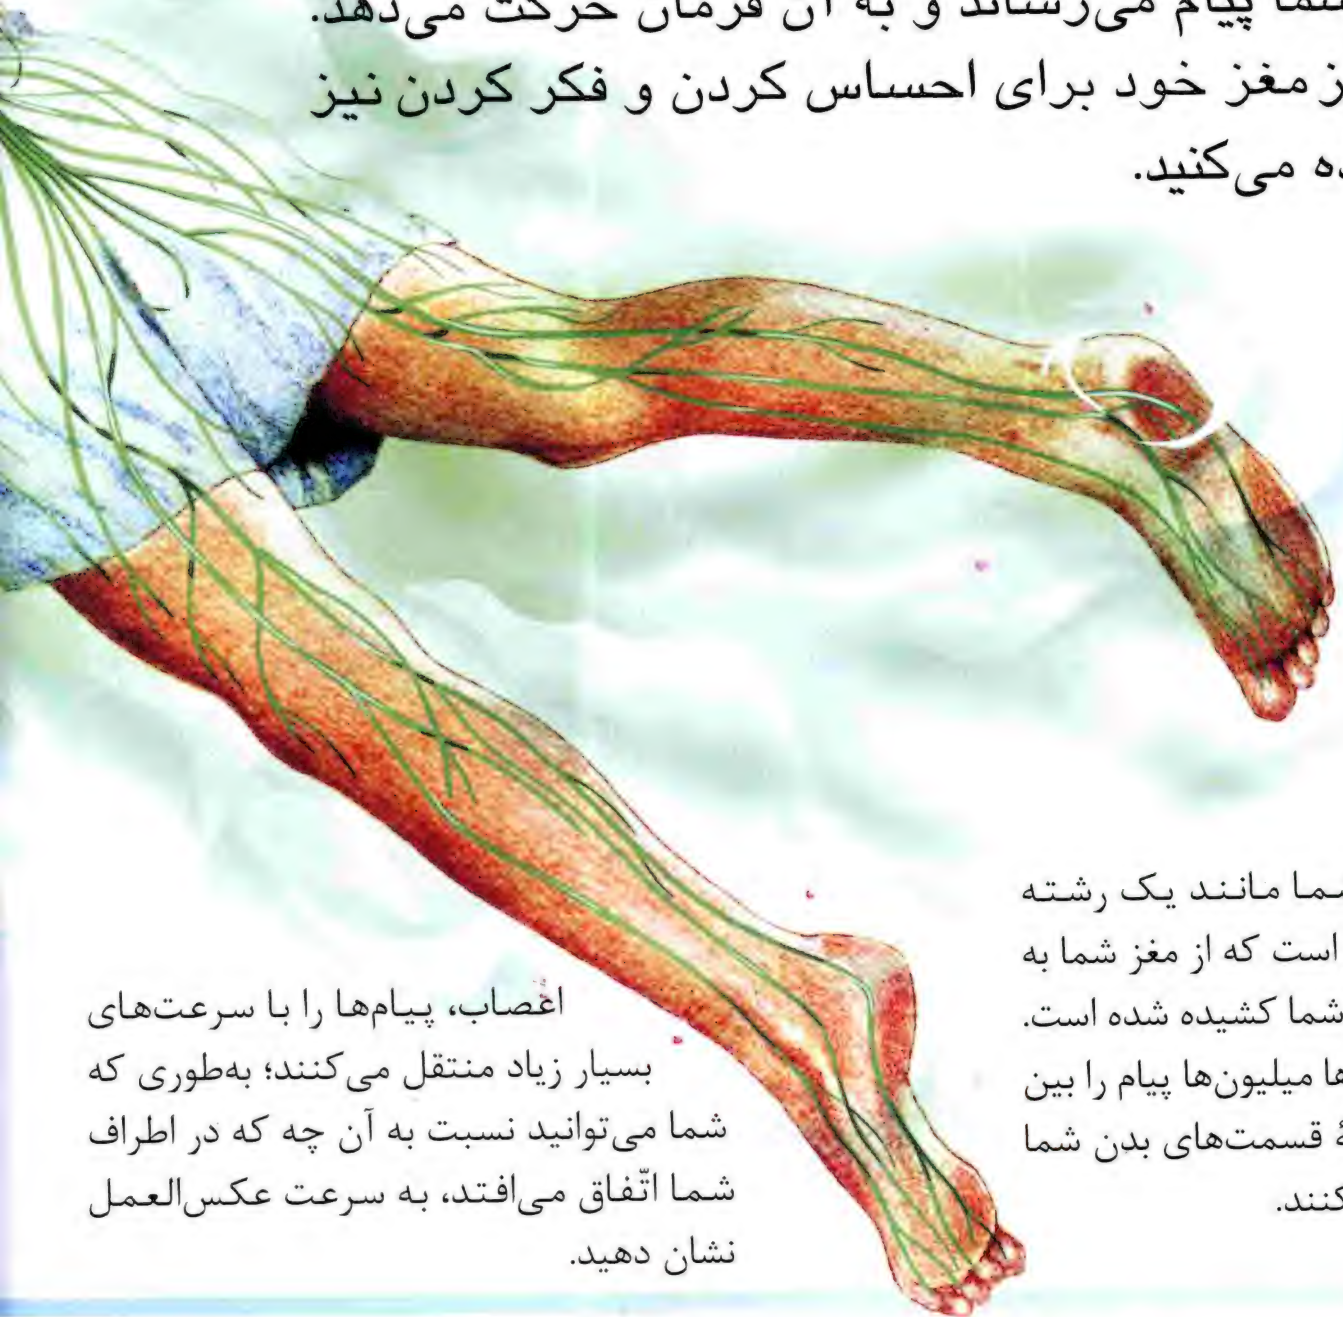 شما پیام می‌رساند و به آن فرمان حرکت می‌دهد.
ز مغز خود برای احساس کردن و فکر کردن نیز
ده می‌کنید.
شما مانند یک رشته
است که از مغز شما به
شما کشیده شده است.
ها میلیون‌ها پیام را بین
قسمت‌های بدن شما
کنند.
اعْصاب، پیام‌ها را با سرعت‌های
بسیار زیاد منتقل می‌کنند؛ به‌طوری که
شما می‌توانید نسبت به آن چه که در اطراف
شما اتّفاق می‌افتد، به سرعت عکس‌العمل
نشان دهید.